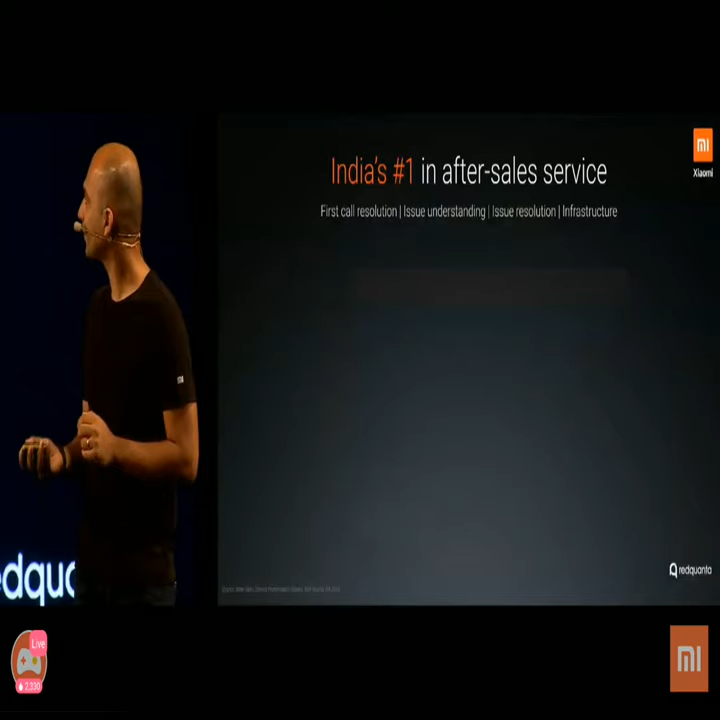 India's #1 in after-sales service
First call resolution | Issue understanding | Issue resolution | Infrastructure
mi
Xiaomi
redquanta
edqua
Live
2,330
mi